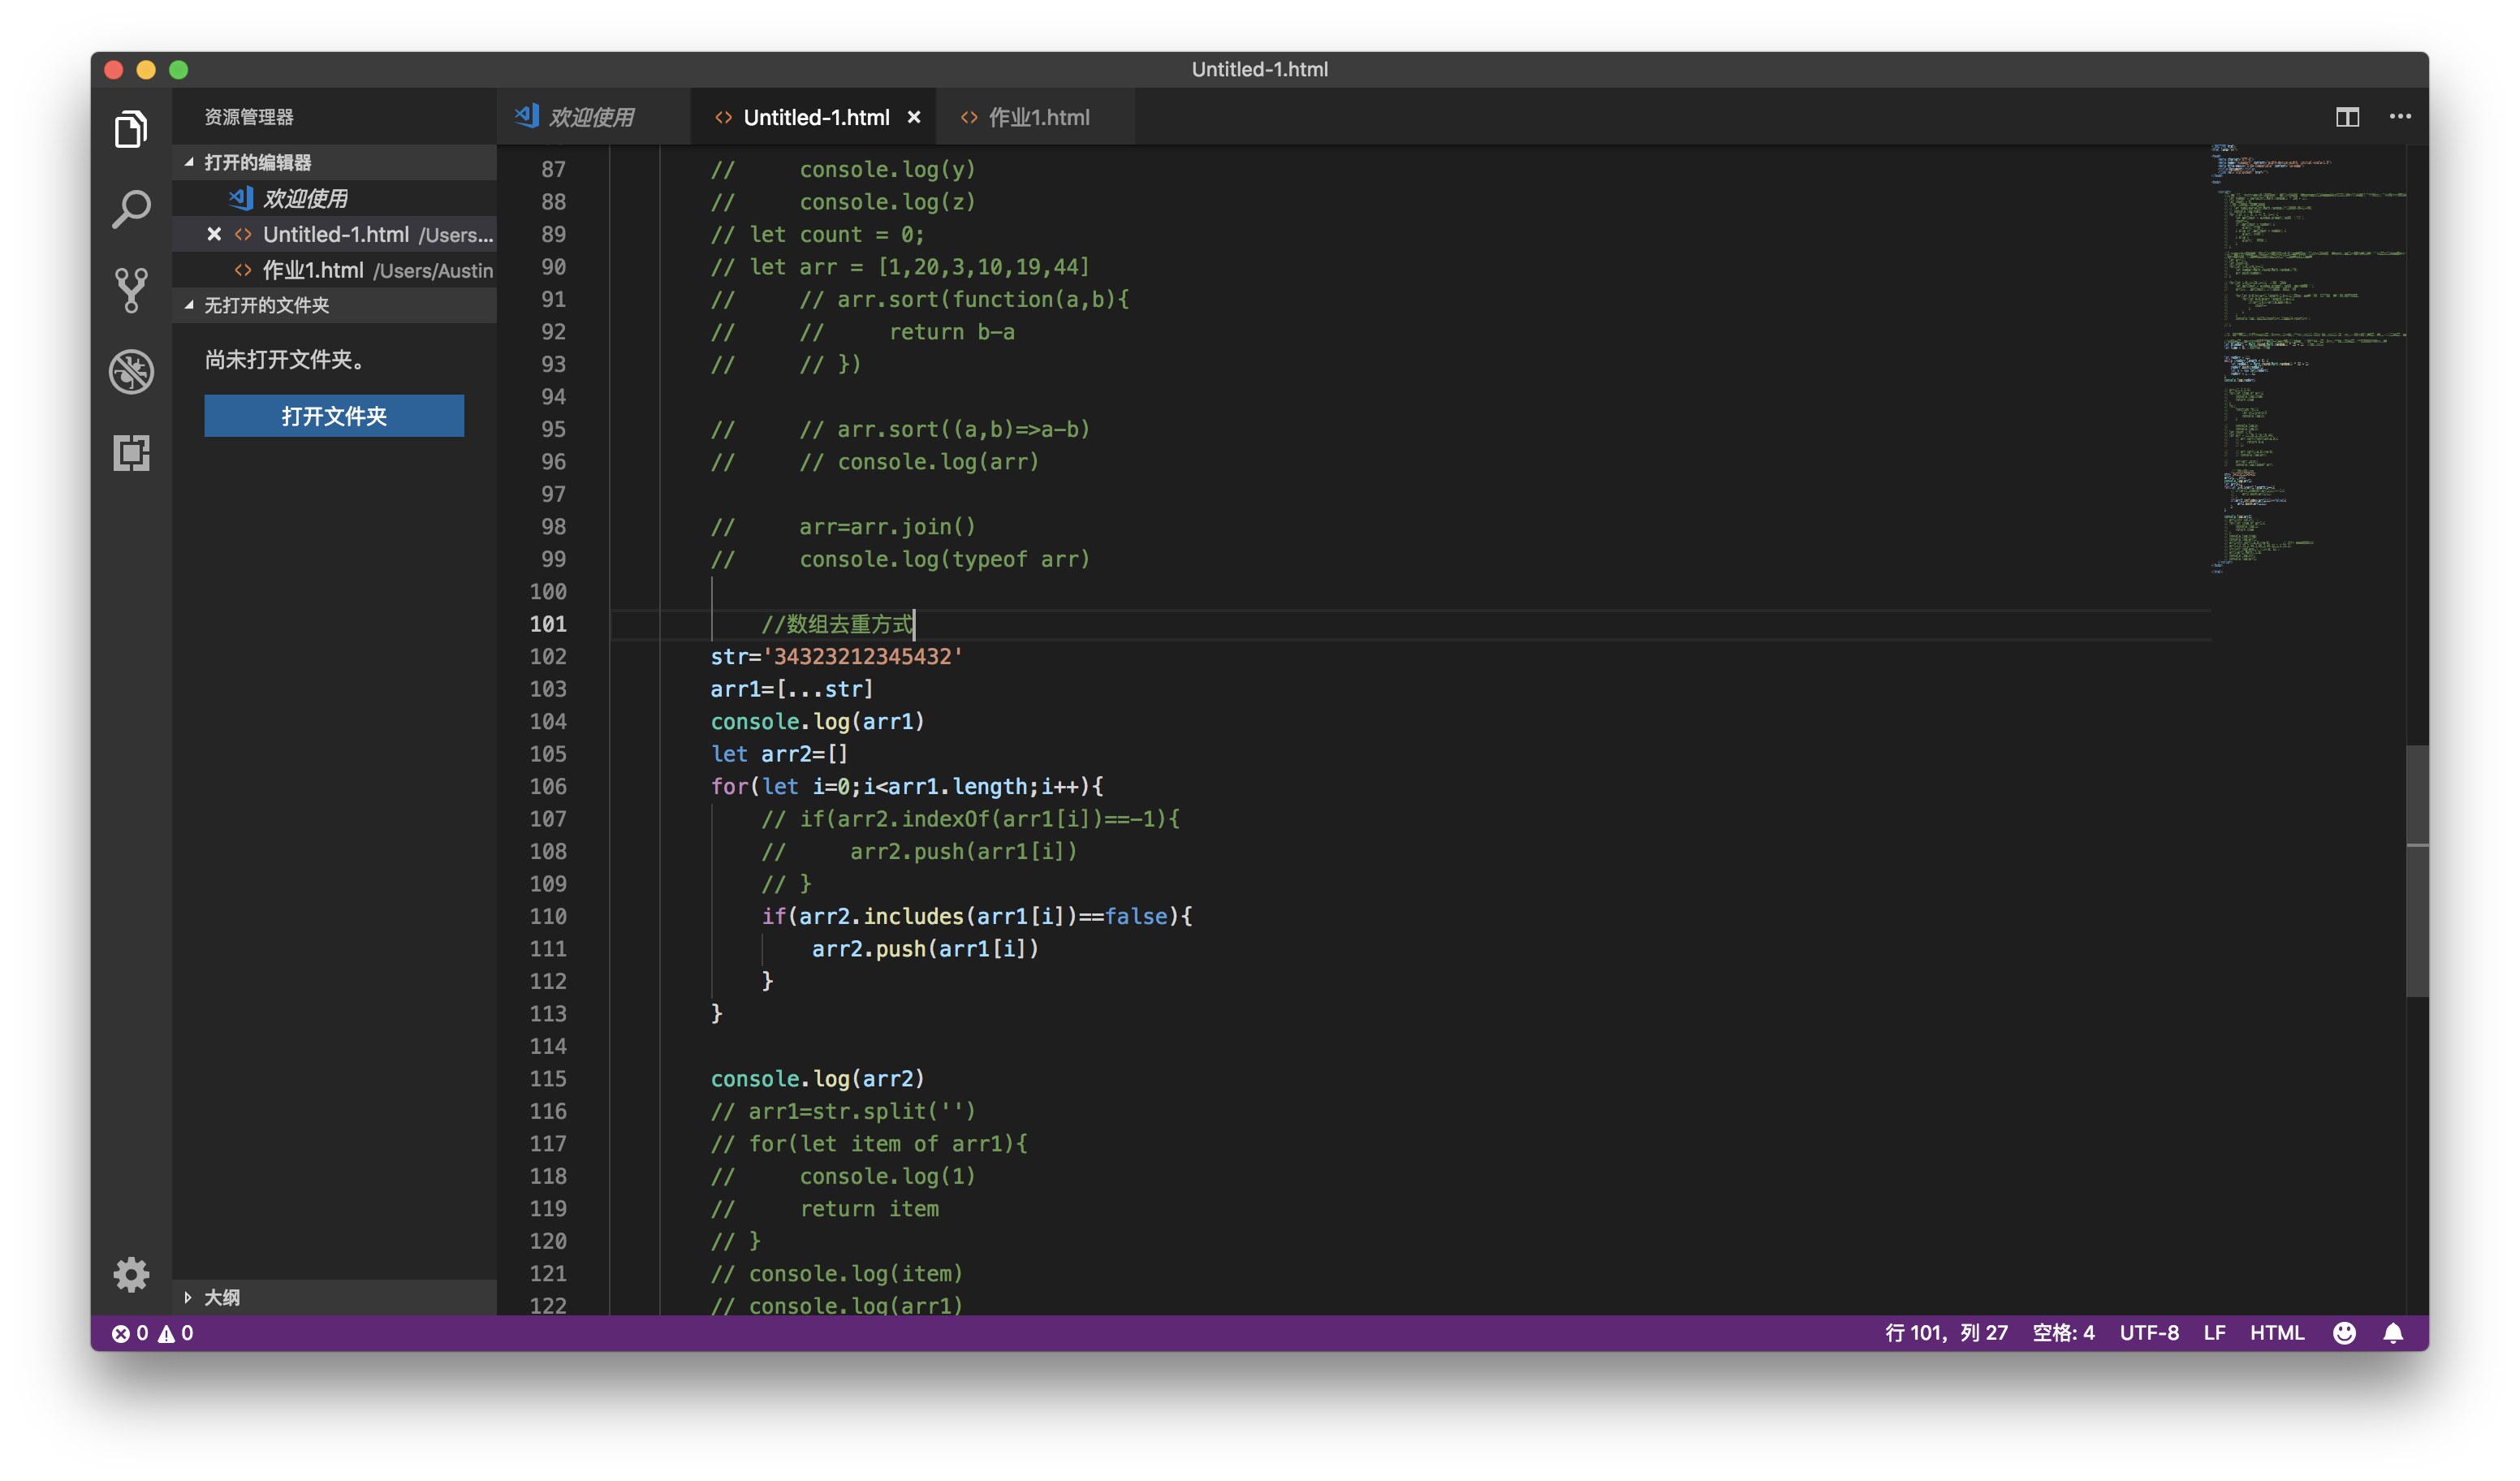 Untitled-1.html
资源管理器
欢迎使用
Untitled-1.html
作业1.html
打开的编辑器
欢迎使用
Untitled-1.html /Users...
作业1.html /Users/Austin
无打开的文件夹
尚未打开文件夹。
打开文件夹
大纲
87 //     console.log(y)
88 //     console.log(z)
89 // let count = 0;
90 // let arr = [1,20,3,10,19,44]
91 //     // arr.sort(function(a,b){
92 //     //     return b-a
93 //     // })
94
95 //     // arr.sort((a,b)=>a-b)
96 //     // console.log(arr)
97
98 //     arr=arr.join()
99 //     console.log(typeof arr)
100
101     //数组去重方式
102 str='34323212345432'
103 arr1=[...str]
104 console.log(arr1)
105 let arr2=[]
106 for(let i=0;i<arr1.length;i++){
107     // if(arr2.indexOf(arr1[i])==-1){
108     //     arr2.push(arr1[i])
109     // }
110     if(arr2.includes(arr1[i])==false){
111         arr2.push(arr1[i])
112     }
113 }
114
115 console.log(arr2)
116 // arr1=str.split('')
117 // for(let item of arr1){
118 //     console.log(1)
119 //     return item
120 // }
121 // console.log(item)
122 // console.log(arr1)
0 0
行 101，列 27 空格: 4 UTF-8 LF HTML